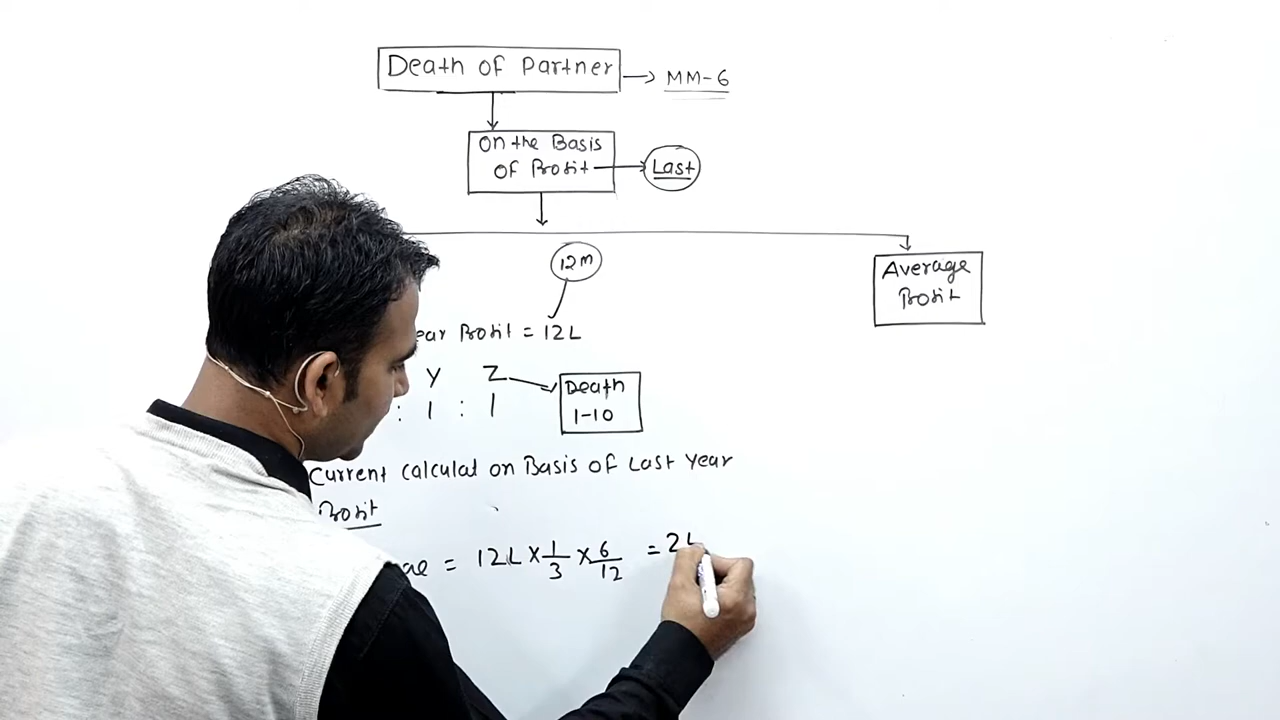 Death of Partner
MM-6
on the Basis
of Profit
Last
12m
Average
Profit
ear Profit = 12L
Y Z
Death
: 1 : 1
1-10
Current calculat on Basis of Last Year
Profit
= 12L × 1/3 × 6/12 = 2L